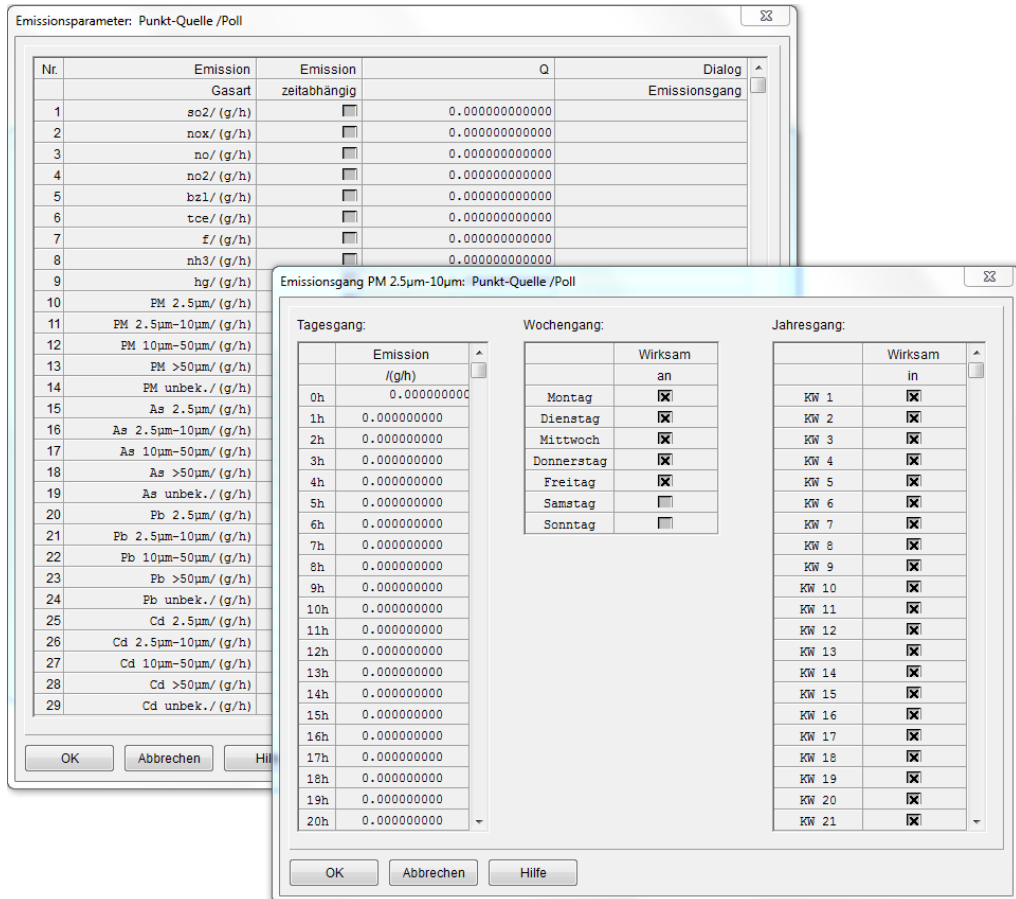 Emissionsparameter: Punkt-Quelle /Poll
Nr. Emission Emission Q Dialog
Gasart zeitabhängig Emissionsgang
1 so2/(g/h) 0.000000000000
2 nox/(g/h) 0.000000000000
3 no/(g/h) 0.000000000000
4 no2/(g/h) 0.000000000000
5 bzl/(g/h) 0.000000000000
6 tce/(g/h) 0.000000000000
7 f/(g/h) 0.000000000000
8 nh3/(g/h) 0.000000000000
9 hg/(g/h)
10 PM 2.5µm/(g/h)
11 PM 2.5µm-10µm/(g/h)
12 PM 10µm-50µm/(g/h)
13 PM >50µm/(g/h)
14 PM unbek./(g/h)
15 As 2.5µm/(g/h)
16 As 2.5µm-10µm/(g/h)
17 As 10µm-50µm/(g/h)
18 As >50µm/(g/h)
19 As unbek./(g/h)
20 Pb 2.5µm/(g/h)
21 Pb 2.5µm-10µm/(g/h)
22 Pb 10µm-50µm/(g/h)
23 Pb >50µm/(g/h)
24 Pb unbek./(g/h)
25 Cd 2.5µm/(g/h)
26 Cd 2.5µm-10µm/(g/h)
27 Cd 10µm-50µm/(g/h)
28 Cd >50µm/(g/h)
29 Cd unbek./(g/h)
OK Abbrechen
Emissionsgang PM 2.5µm-10µm: Punkt-Quelle /Poll
Tagesgang:
Emission
/(g/h)
0h 0.000000000
1h 0.000000000
2h 0.000000000
3h 0.000000000
4h 0.000000000
5h 0.000000000
6h 0.000000000
7h 0.000000000
8h 0.000000000
9h 0.000000000
10h 0.000000000
11h 0.000000000
12h 0.000000000
13h 0.000000000
14h 0.000000000
15h 0.000000000
16h 0.000000000
17h 0.000000000
18h 0.000000000
19h 0.000000000
20h 0.000000000
Wochengang:
Wirksam
an
Montag
Dienstag
Mittwoch
Donnerstag
Freitag
Samstag
Sonntag
Jahresgang:
Wirksam
in
KW 1
KW 2
KW 3
KW 4
KW 5
KW 6
KW 7
KW 8
KW 9
KW 10
KW 11
KW 12
KW 13
KW 14
KW 15
KW 16
KW 17
KW 18
KW 19
KW 20
KW 21
OK Abbrechen Hilfe